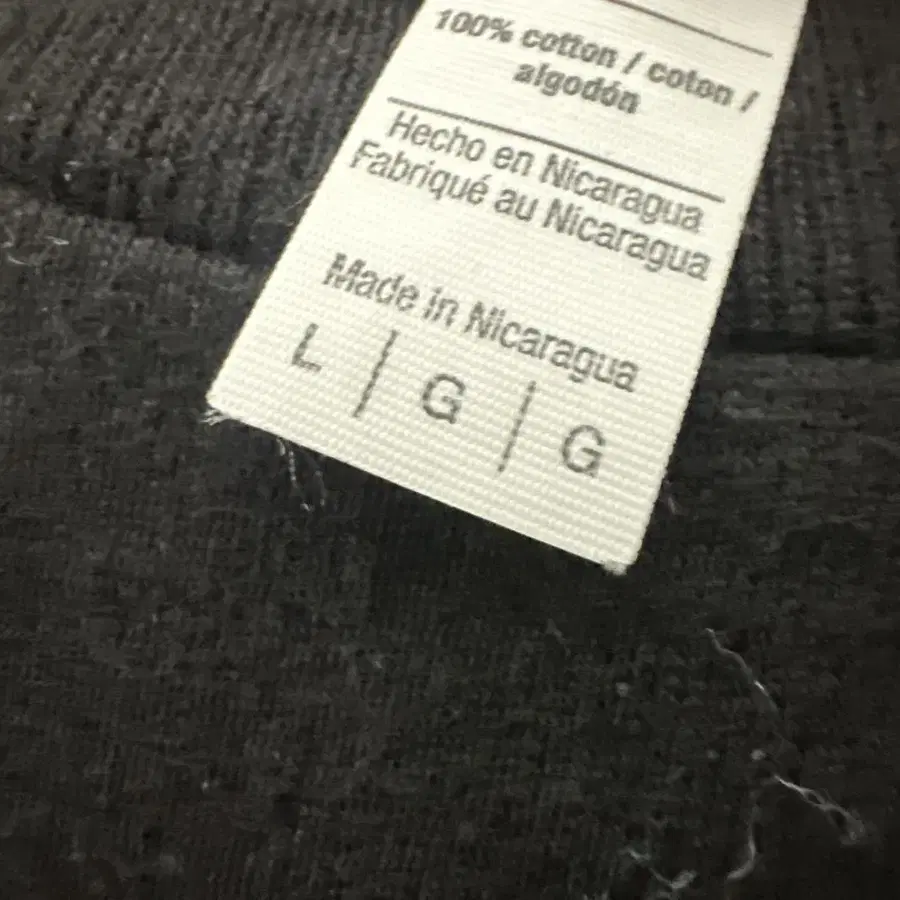 100% cotton / coton /
algodón
Hecho en Nicaragua
Fabriqué au Nicaragua
Made in Nicaragua
L / G / G